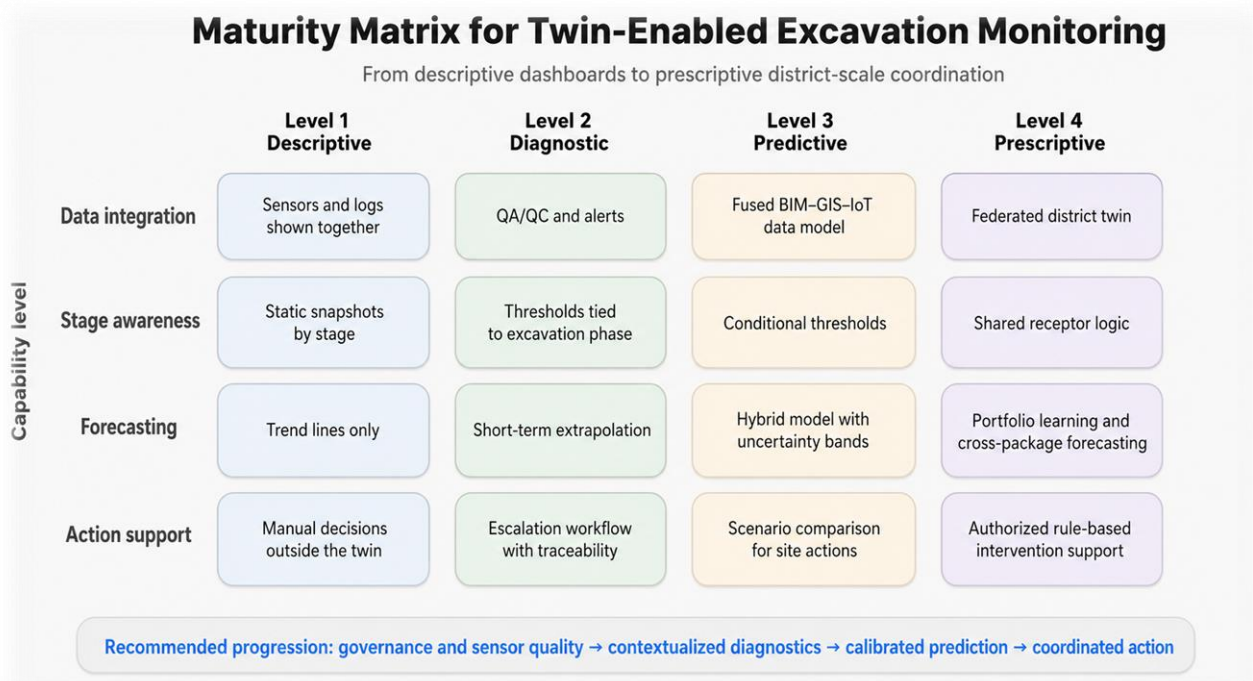 Maturity Matrix for Twin-Enabled Excavation Monitoring
From descriptive dashboards to prescriptive district-scale coordination
Level 1
Descriptive
Level 2
Diagnostic
Level 3
Predictive
Level 4
Prescriptive
Capability level
Data integration
Sensors and logs
shown together
QA/QC and alerts
Fused BIM–GIS–IoT
data model
Federated district twin
Stage awareness
Static snapshots
by stage
Thresholds tied
to excavation phase
Conditional thresholds
Shared receptor logic
Forecasting
Trend lines only
Short-term extrapolation
Hybrid model with
uncertainty bands
Portfolio learning and
cross-package forecasting
Action support
Manual decisions
outside the twin
Escalation workflow
with traceability
Scenario comparison
for site actions
Authorized rule-based
intervention support
Recommended progression: governance and sensor quality → contextualized diagnostics → calibrated prediction → coordinated action